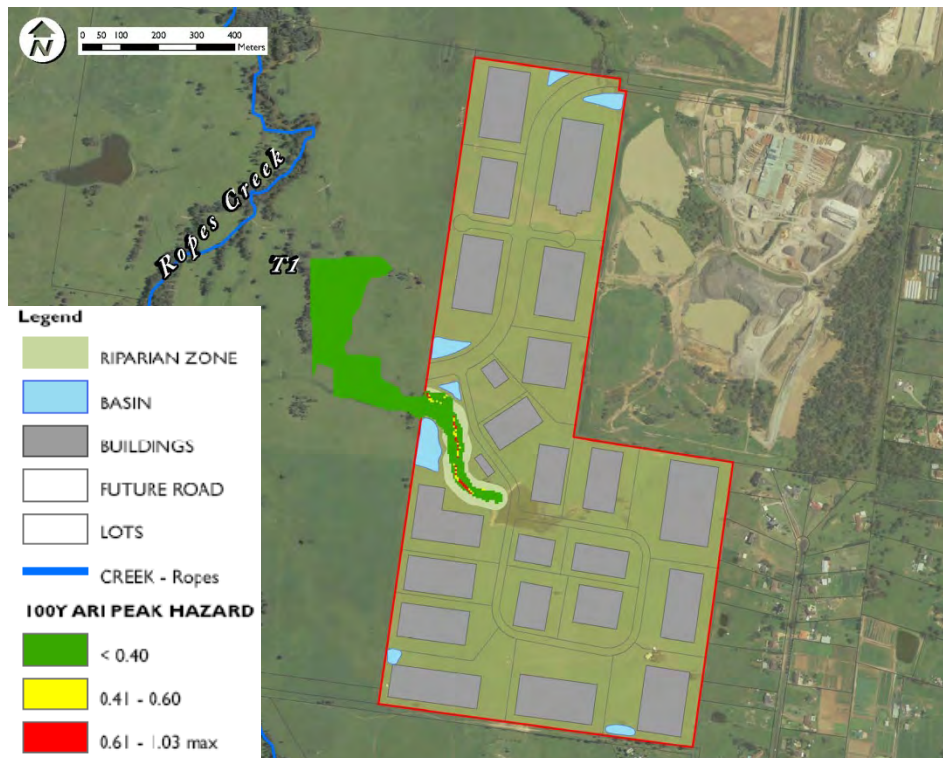 N
0 50 100 200 300 400
Meters
Ropes Creek
T1
Legend
RIPARIAN ZONE
BASIN
BUILDINGS
FUTURE ROAD
LOTS
CREEK - Ropes
100Y ARI PEAK HAZARD
< 0.40
0.41 - 0.60
0.61 - 1.03 max